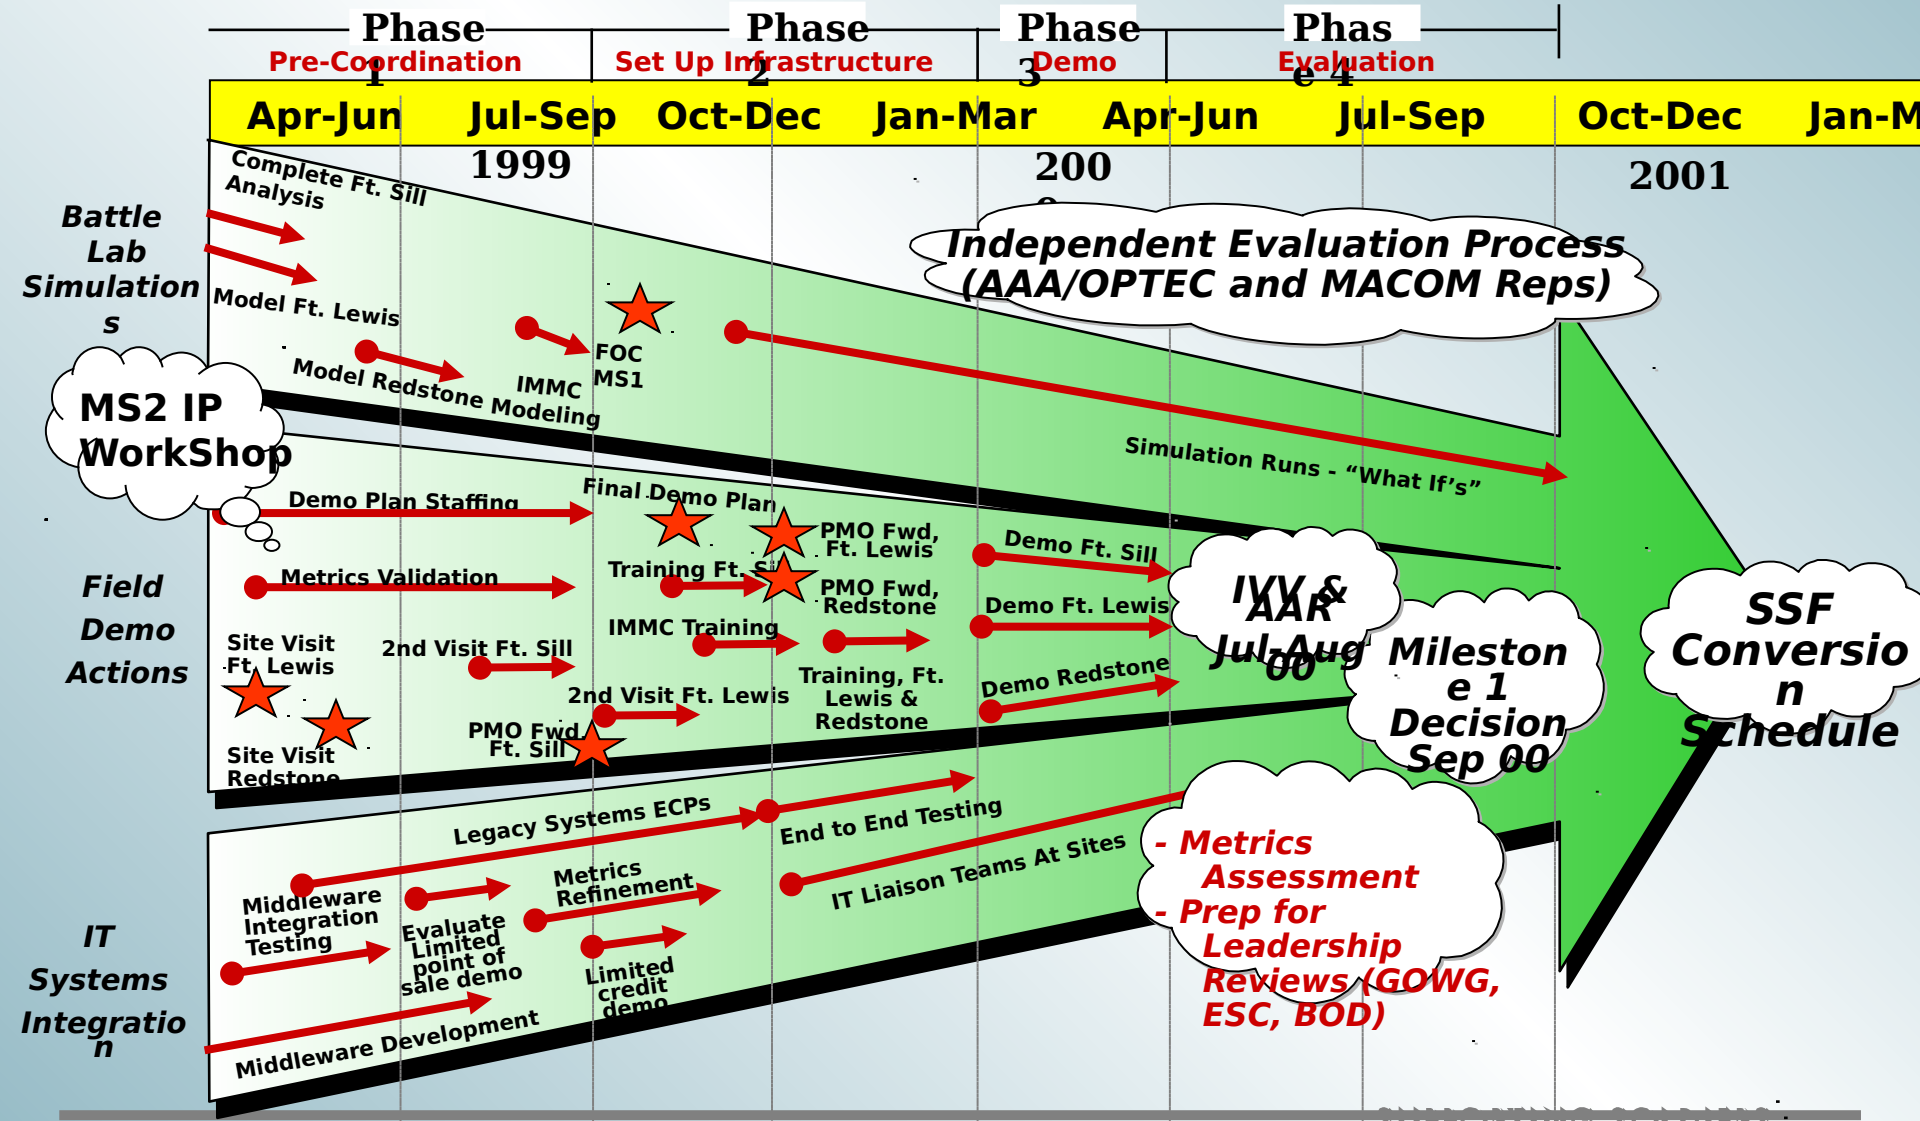 Phase
1
Phase
2
Phase
3
Phas
e 4
Pre-Coordination
Set Up Infrastructure
Demo
Evaluation
Apr-Jun
Jul-Sep
Oct-Dec
Jan-Mar
Apr-Jun
Jul-Sep
Oct-Dec
Jan-M
1999
200
2001
Battle
Lab
Simulation
s
Complete Ft. Sill
Analysis
Model Ft. Lewis
Model Redstone
IMMC
Modeling
FOC
MS1
Independent Evaluation Process
(AAA/OPTEC and MACOM Reps)
Simulation Runs - “What If’s”
MS2 IP
WorkShop
Field
Demo
Actions
Demo Plan Staffing
Final Demo Plan
Metrics Validation
Training Ft. Sill
PMO Fwd,
Ft. Lewis
PMO Fwd,
Redstone
Demo Ft. Sill
Demo Ft. Lewis
Demo Redstone
IMMC Training
Site Visit
Ft. Lewis
2nd Visit Ft. Sill
2nd Visit Ft. Lewis
Training, Ft.
Lewis &
Redstone
PMO Fwd,
Ft. Sill
Site Visit
Redstone
IVV &
AAR
Jul-Aug
00
Mileston
e 1
Decision
Sep 00
SSF
Conversio
n
Schedule
IT
Systems
Integratio
n
Legacy Systems ECPs
End to End Testing
IT Liaison Teams At Sites
Middleware
Integration
Testing
Evaluate
Limited
point of
sale demo
Metrics
Refinement
Limited
credit
demo
Middleware Development
- Metrics
Assessment
- Prep for
Leadership
Reviews (GOWG,
ESC, BOD)